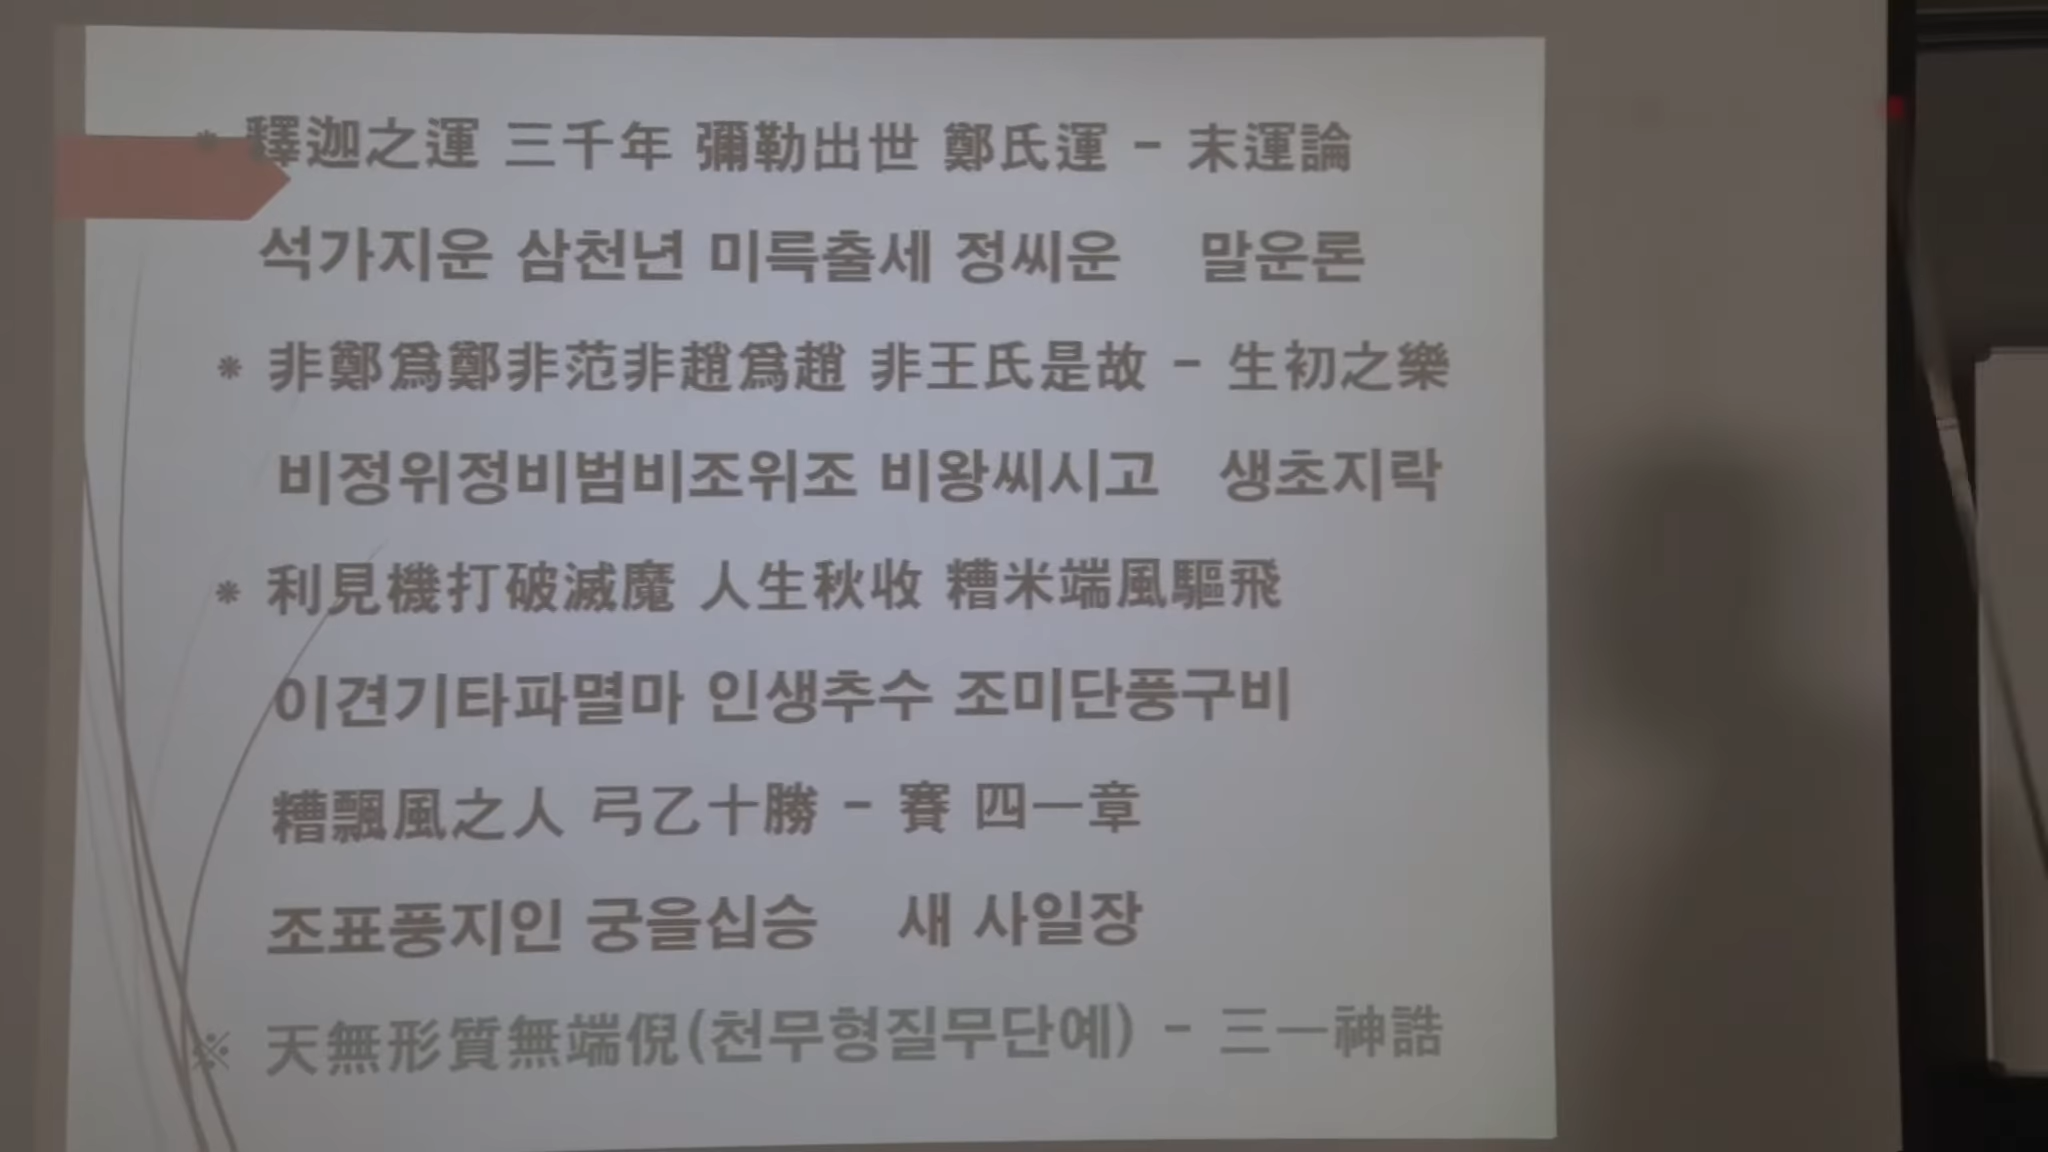 * 釋迦之運 三千年 彌勒出世 鄭氏運 - 末運論
석가지운 삼천년 미륵출세 정씨운 말운론
* 非鄭爲鄭非范非趙爲趙 非王氏是故 - 生初之樂
비정위정비범비조위조 비왕씨시고 생초지락
* 利見機打破滅魔 人生秋收 糟米端風驅飛
이견기타파멸마 인생추수 조미단풍구비
糟飄風之人 弓乙十勝 - 賽 四一章
조표풍지인 궁을십승 새 사일장
※ 天無形質無端倪(천무형질무단예) - 三一神誥